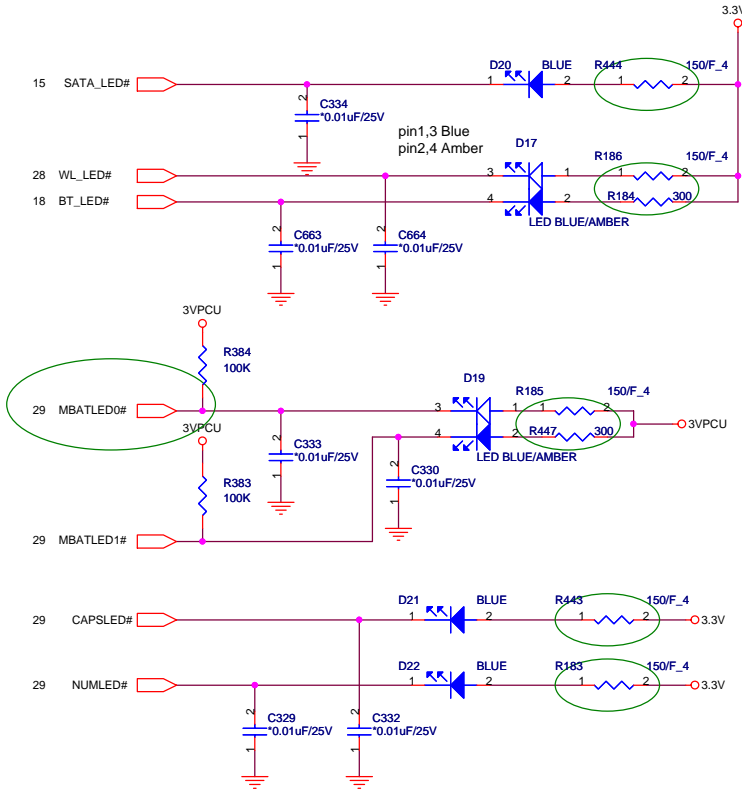 3.3V
D20 BLUE R444 150/F_4
15 SATA_LED# 1 2 1 2
2 C334
*0.01uF/25V
1
pin1,3 Blue
pin2,4 Amber
D17
R186 150/F_4
28 WL_LED# 3 1 1 2
18 BT_LED# 4 2 R184 300
LED BLUE/AMBER
2 C663 2 C664
*0.01uF/25V *0.01uF/25V
1 1
3VPCU
R384
100K
D19 R185 150/F_4
29 MBATLED0# 3 1 1 2
3VPCU 4 2 R447 300 3VPCU
LED BLUE/AMBER
2 C333
*0.01uF/25V
1
2 C330
*0.01uF/25V
1
R383
100K
29 MBATLED1#
D21 BLUE R443 150/F_4
29 CAPSLED# 1 2 1 2 3.3V
D22 BLUE R183 150/F_4
29 NUMLED# 1 2 1 2 3.3V
2 C329 2 C332
*0.01uF/25V *0.01uF/25V
1 1